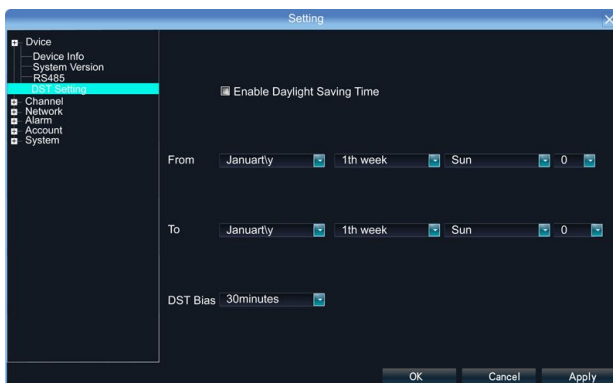 Setting
Dvice
Device Info
System Version
RS485
DST Setting
Channel
Network
Alarm
Account
System
Enable Daylight Saving Time
From Januart\y 1th week Sun 0
To Januart\y 1th week Sun 0
DST Bias 30minutes
OK Cancel Apply